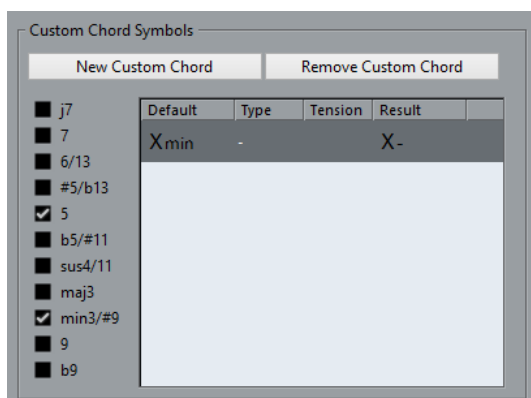 Custom Chord Symbols
New Custom Chord Remove Custom Chord
j7
7
6/13
#5/b13
5
b5/#11
sus4/11
maj3
min3/#9
9
b9
Default Type Tension Result
Xmin - X-